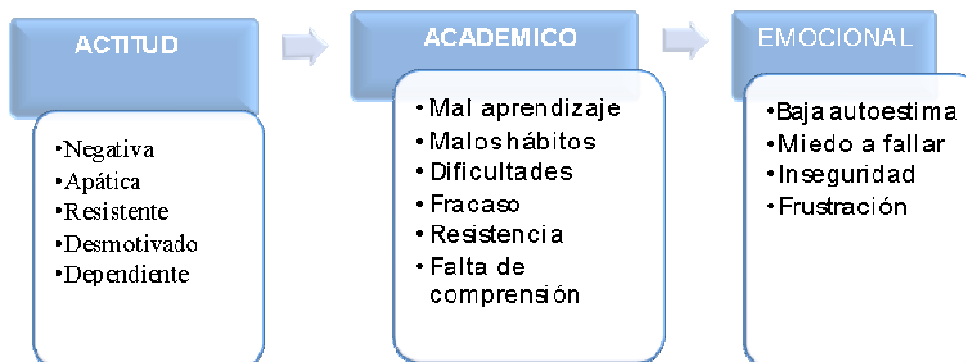 ACTITUD
•Negativa
•Apática
•Resistente
•Desmotivado
•Dependiente
ACADEMICO
• Mal aprendizaje
• Malos hábitos
• Dificultades
• Fracaso
• Resistencia
• Falta de
comprensión
EMOCIONAL
•Baja autoestima
• Miedo a fallar
• Inseguridad
• Frustración